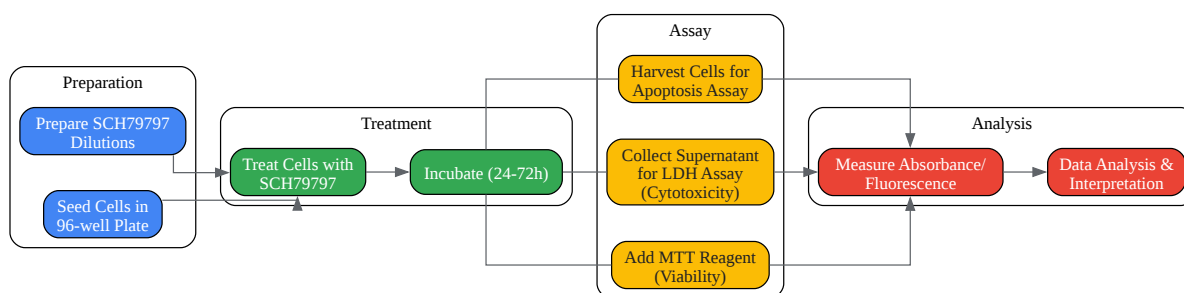 Preparation
Prepare SCH79797
Dilutions
Seed Cells in
96-well Plate
Treatment
Treat Cells with
SCH79797
Incubate (24-72h)
Assay
Harvest Cells for
Apoptosis Assay
Collect Supernatant
for LDH Assay
(Cytotoxicity)
Add MTT Reagent
(Viability)
Analysis
Measure Absorbance/
Fluorescence
Data Analysis &
Interpretation